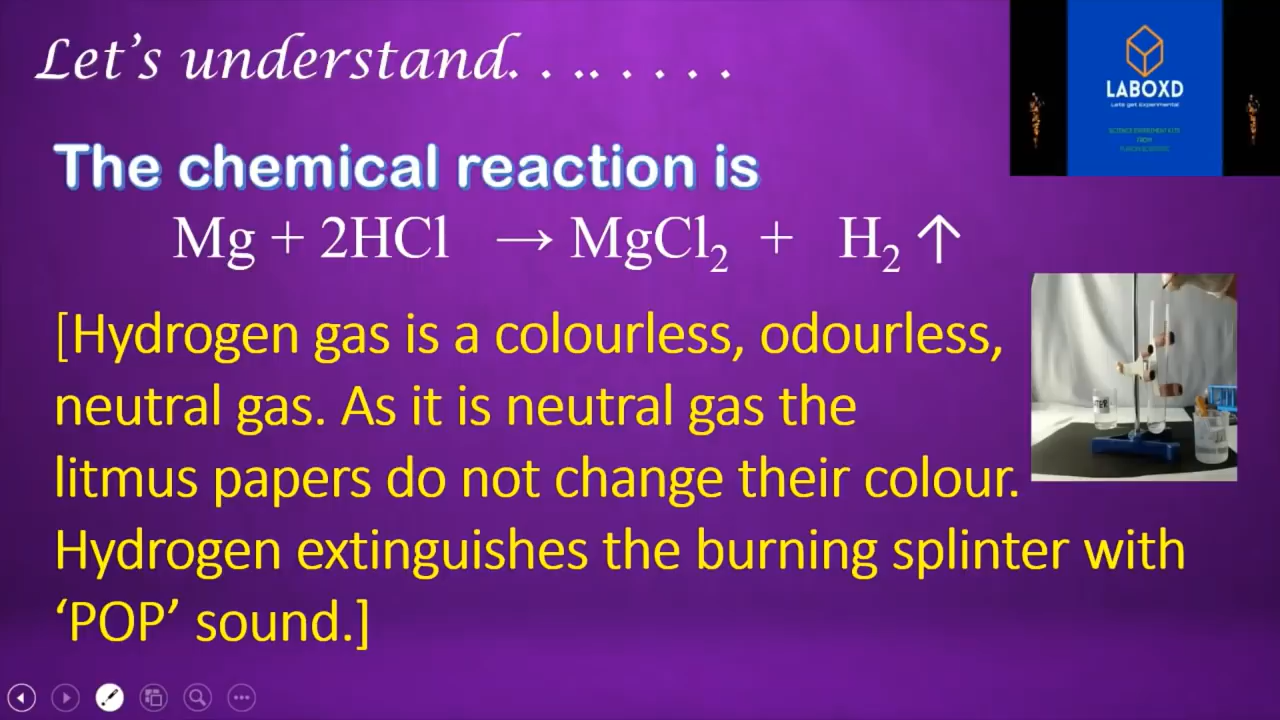 Let's understand. . .. . . . .
LABOXD
Lets get Experimental
The chemical reaction is
Mg + 2HCl → MgCl₂ + H₂ ↑
[Hydrogen gas is a colourless, odourless,
neutral gas. As it is neutral gas the
litmus papers do not change their colour.
Hydrogen extinguishes the burning splinter with
‘POP’ sound.]